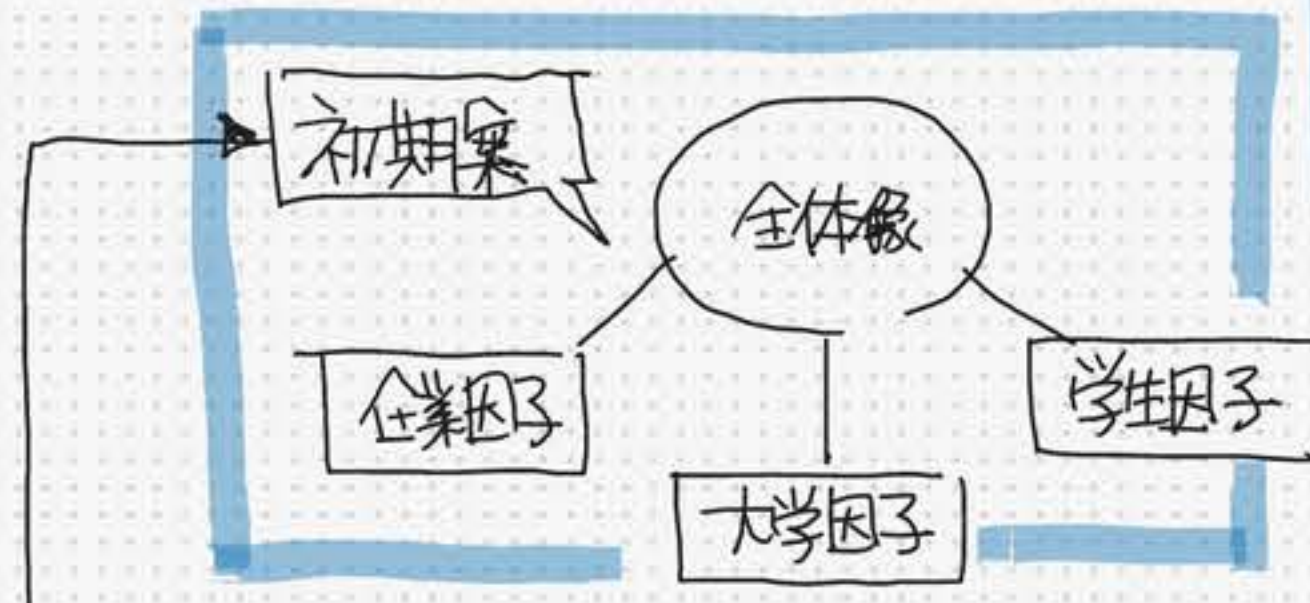 初期案
全体像
企業因子
学生因子
大学因子